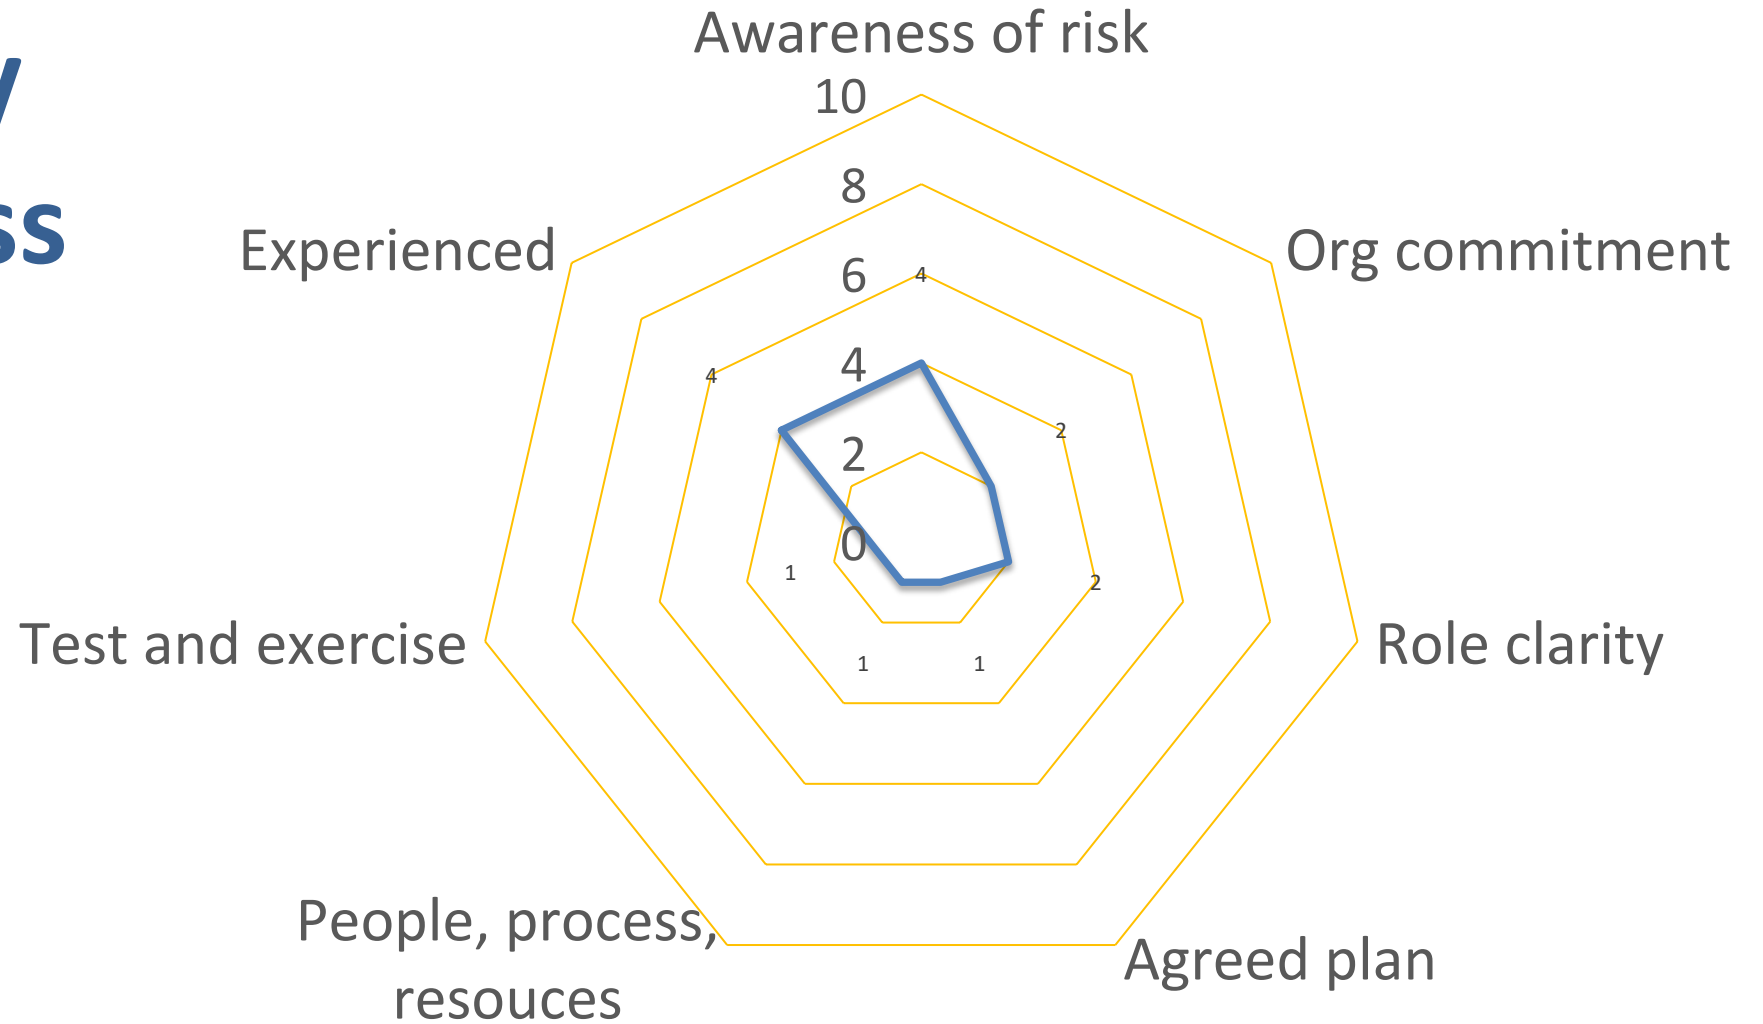 Awareness of risk
10
8
6
4
2
0
Org commitment
Role clarity
Agreed plan
People, process,
resouces
Test and exercise
Experienced
4
2
2
1
1
1
4
y
ss